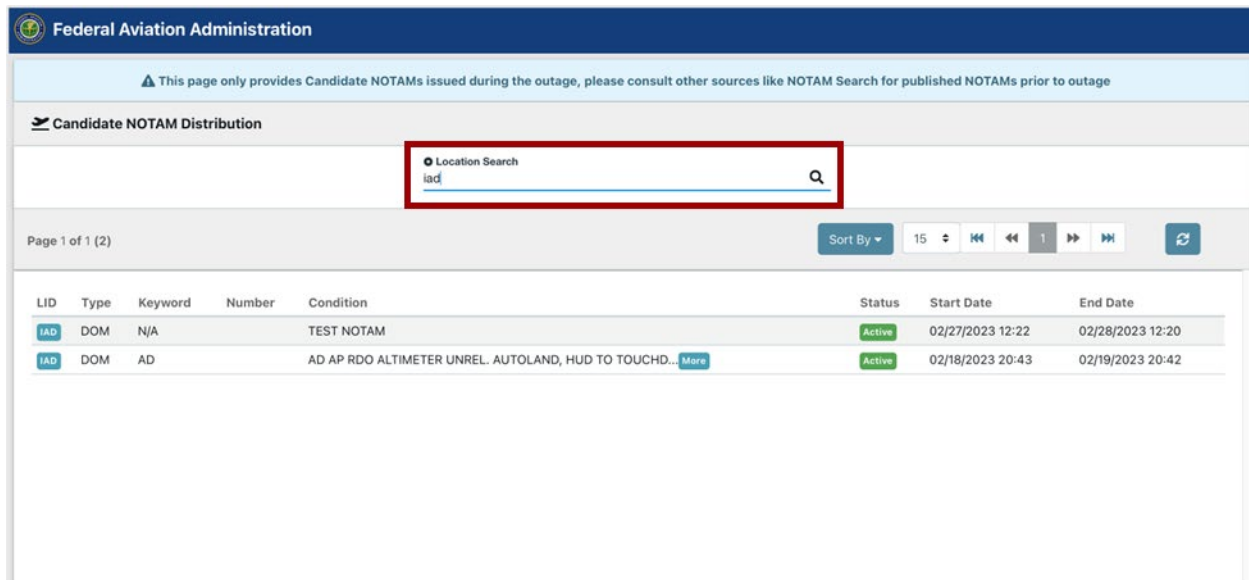 Federal Aviation Administration
This page only provides Candidate NOTAMs issued during the outage, please consult other sources like NOTAM Search for published NOTAMs prior to outage
Candidate NOTAM Distribution
Location Search
iad
Page 1 of 1 (2) Sort By 15 1
LID Type Keyword Number Condition Status Start Date End Date
IAD DOM N/A TEST NOTAM Active 02/27/2023 12:22 02/28/2023 12:20
IAD DOM AD AD AP RDO ALTIMETER UNREL. AUTOLAND, HUD TO TOUCHD... More Active 02/18/2023 20:43 02/19/2023 20:42